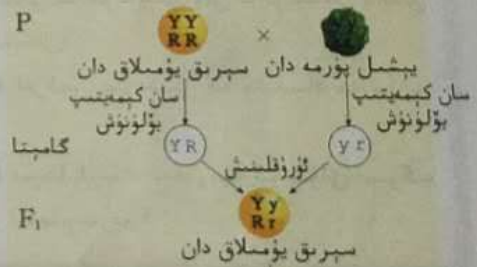 P
YY
RR
×
سېرىق يۇمىلاق دان
يېشىل پۈرمە دان
سان كېمەيتىپ
بۆلۈنۈش
سان كېمەيتىپ
بۆلۈنۈش
گامېتا
YR
yr
ئۇرۇقلىنىش
F₁
Yy
Rr
سېرىق يۇمىلاق دان